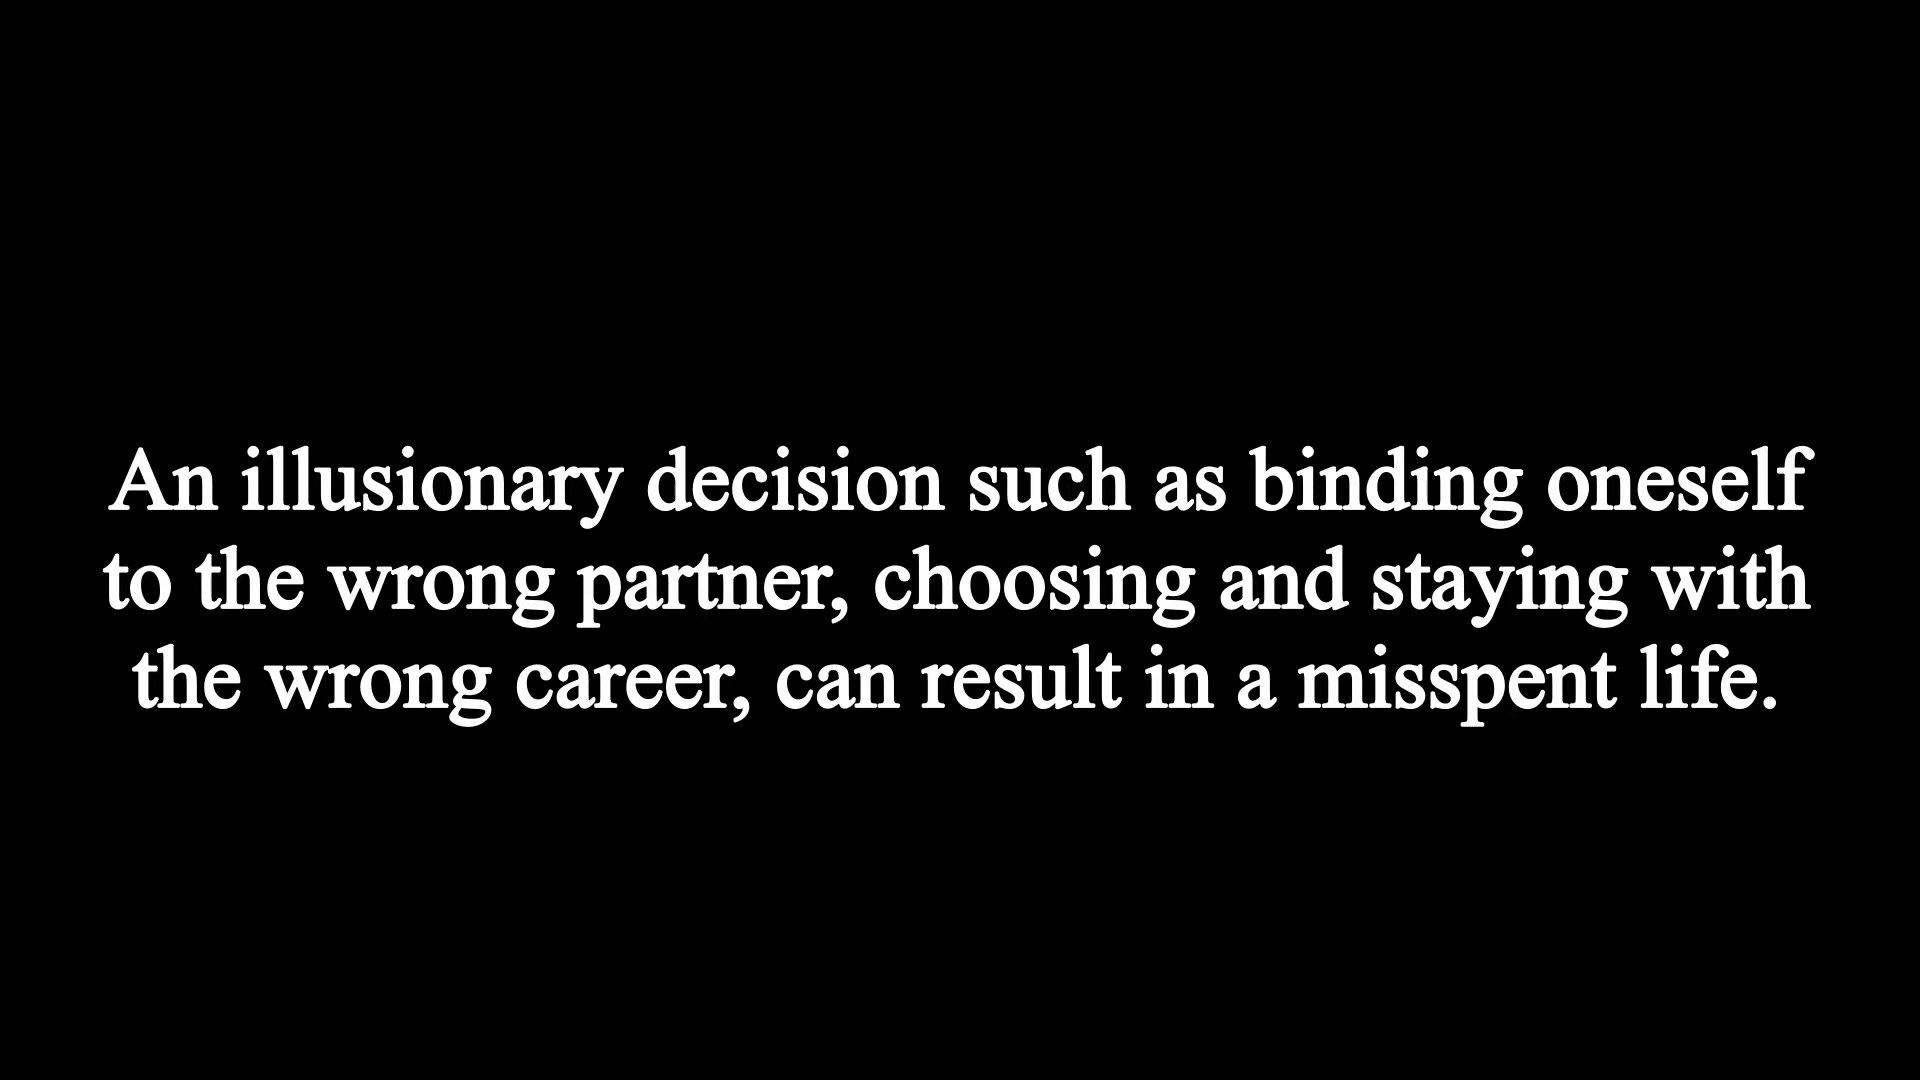 An illusionary decision such as binding oneself
to the wrong partner, choosing and staying with
the wrong career, can result in a misspent life.